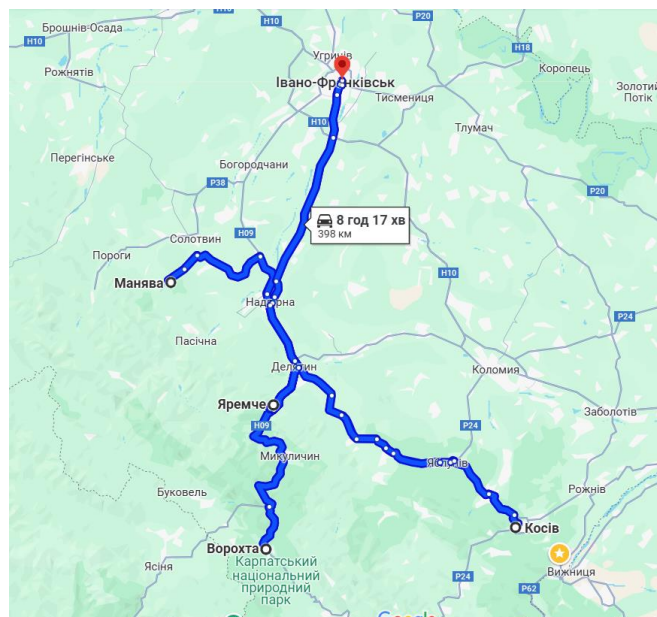 Брошнів-Осада
H10
P20
H10
H10
Угринів
H18
Рожнятів
Коропець
Івано-Франківськ
Золотий
Потік
Тисмениця
H10
Тлумач
Перегінське
Богородчани
P38
P20
8 год 17 хв
398 км
Солотвин
H09
Пороги
Манява
H10
Надвірна
P24
Пасічна
Делятин
Коломия
Яремче
Заболотів
H09
P24
Микуличин
Яблунів
Рожнів
Буковель
Косів
Ворохта
Ясіня
Карпатський
національний
природний
парк
Вижниця
P24
P62
Google